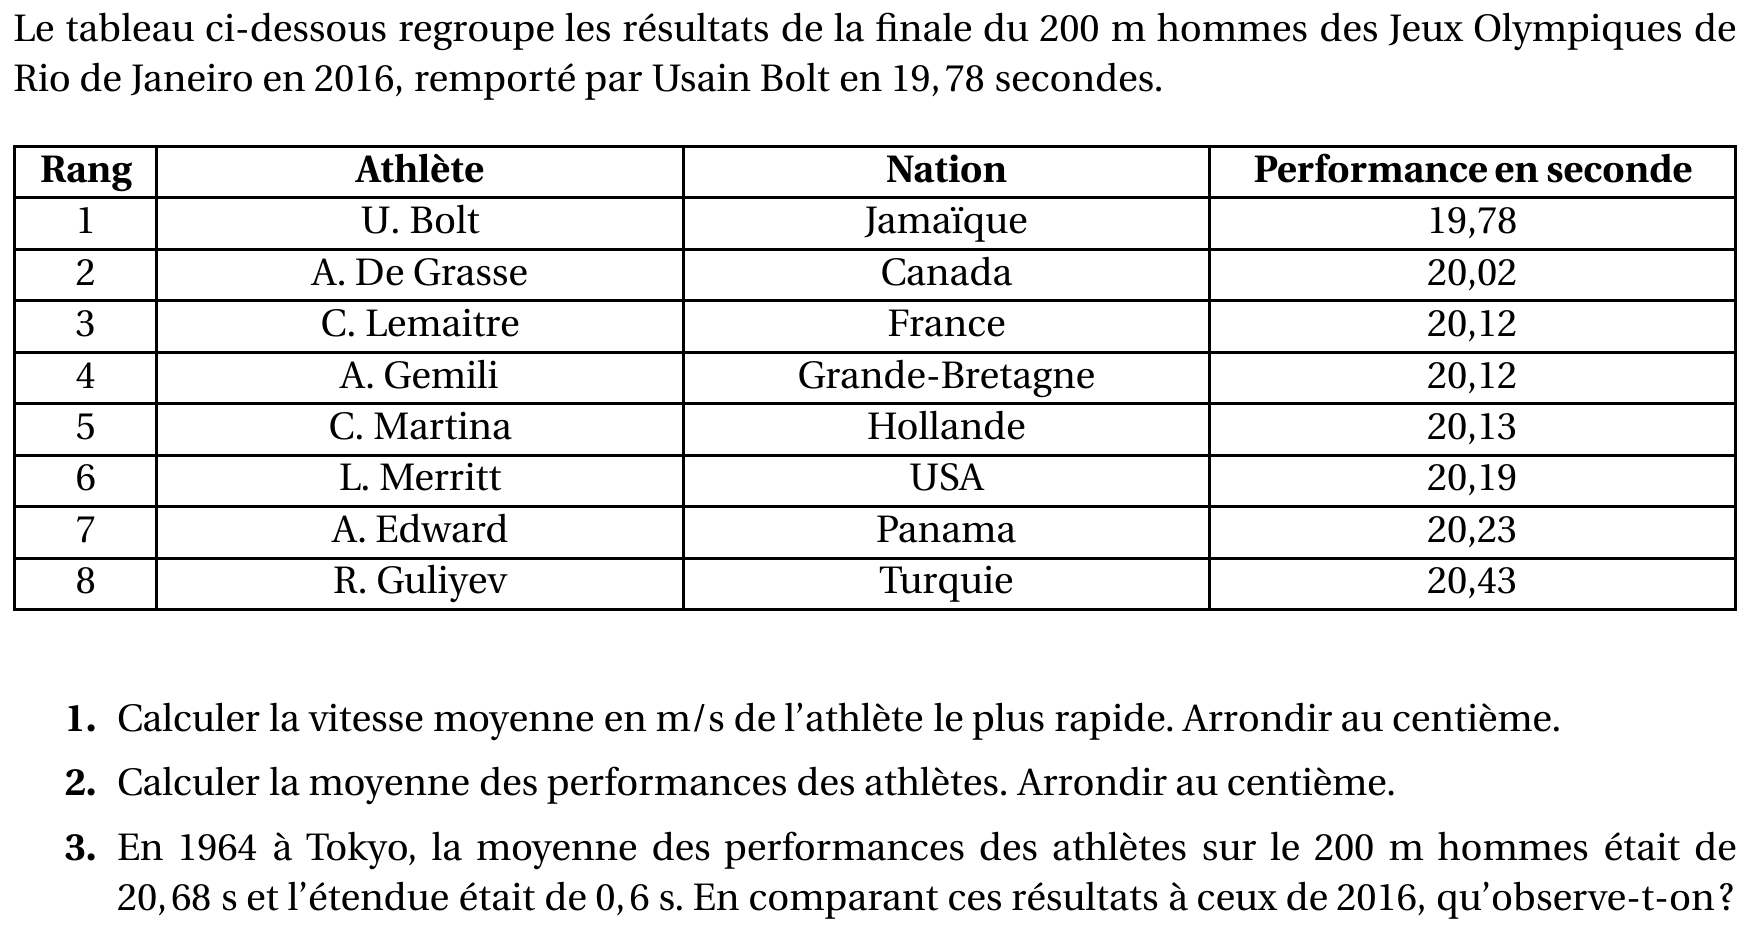 Le tableau ci-dessous regroupe les résultats de la finale du 200 m hommes des Jeux Olympiques de
Rio de Janeiro en 2016, remporté par Usain Bolt en 19,78 secondes.
Rang Athlète Nation Performance en seconde
1 U. Bolt Jamaïque 19,78
2 A. De Grasse Canada 20,02
3 C. Lemaitre France 20,12
4 A. Gemili Grande-Bretagne 20,12
5 C. Martina Hollande 20,13
6 L. Merritt USA 20,19
7 A. Edward Panama 20,23
8 R. Guliyev Turquie 20,43
1. Calculer la vitesse moyenne en m/s de l'athlète le plus rapide. Arrondir au centième.
2. Calculer la moyenne des performances des athlètes. Arrondir au centième.
3. En 1964 à Tokyo, la moyenne des performances des athlètes sur le 200 m hommes était de
20,68 s et l'étendue était de 0,6 s. En comparant ces résultats à ceux de 2016, qu'observe-t-on ?